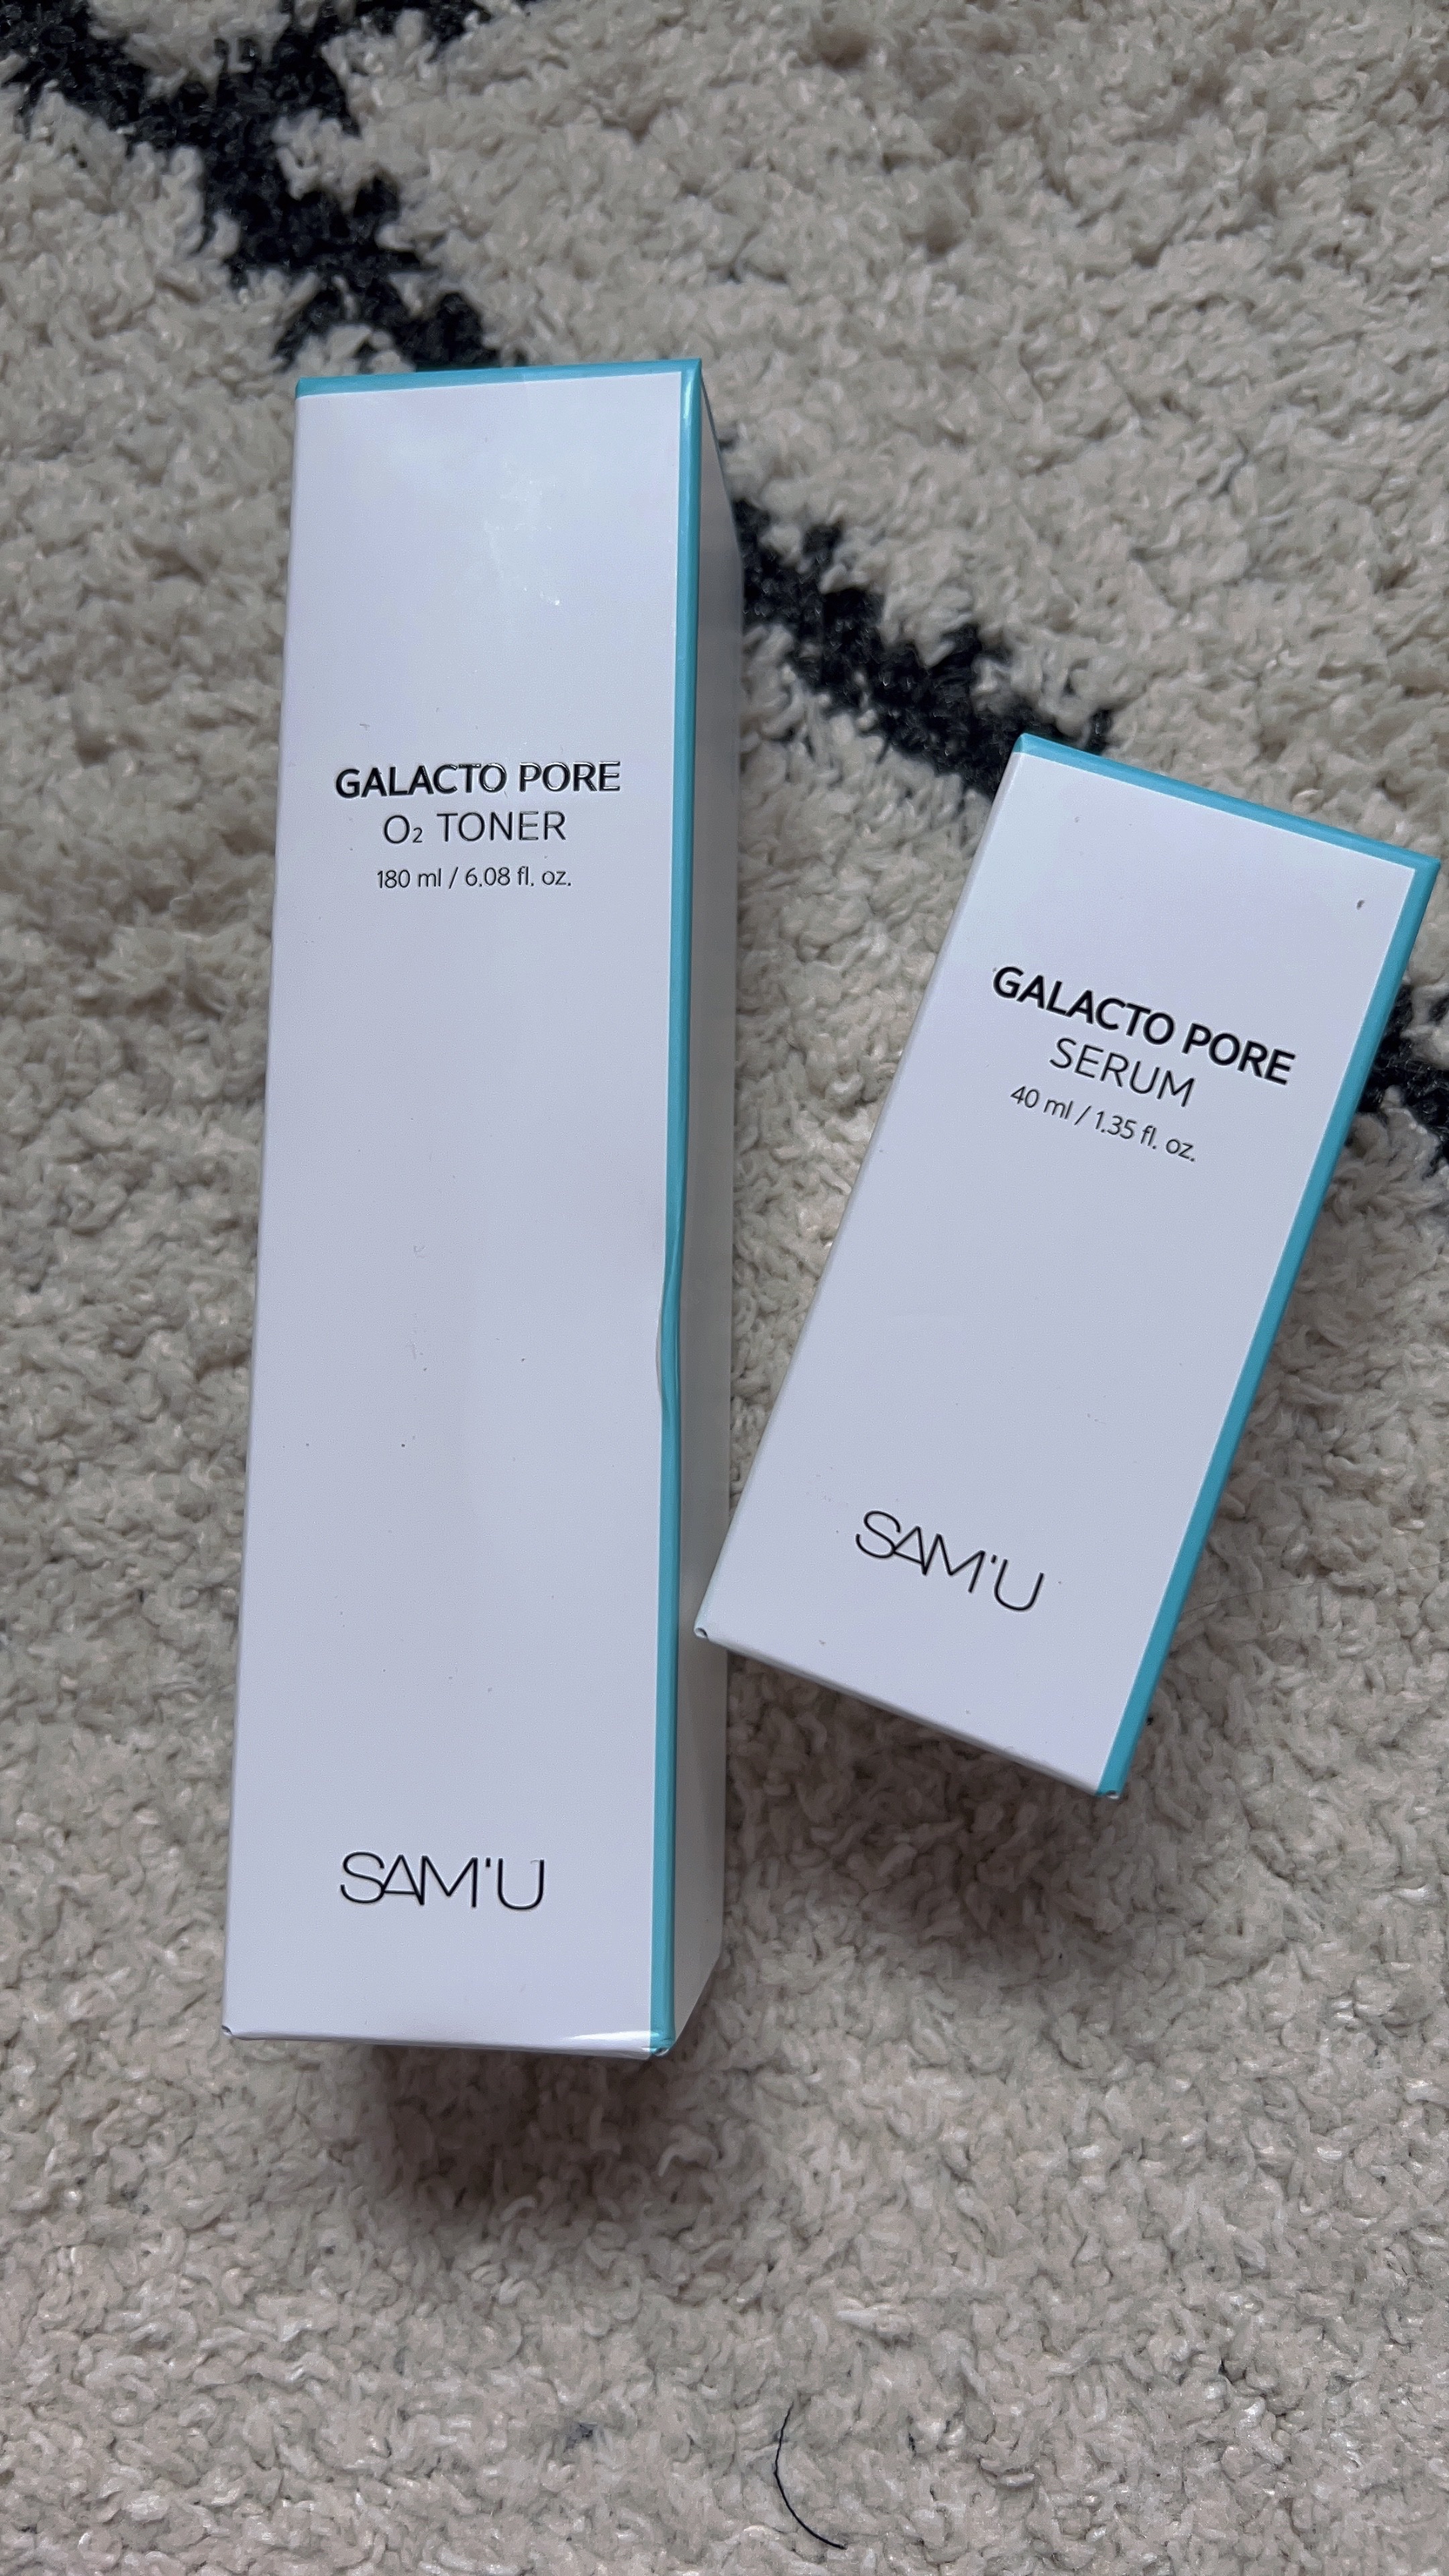 GALACTO PORE
O₂ TONER
180 ml / 6.08 fl. oz.
SAM'U
GALACTO PORE
SERUM
40 ml / 1.35 fl. oz.
SAM'U